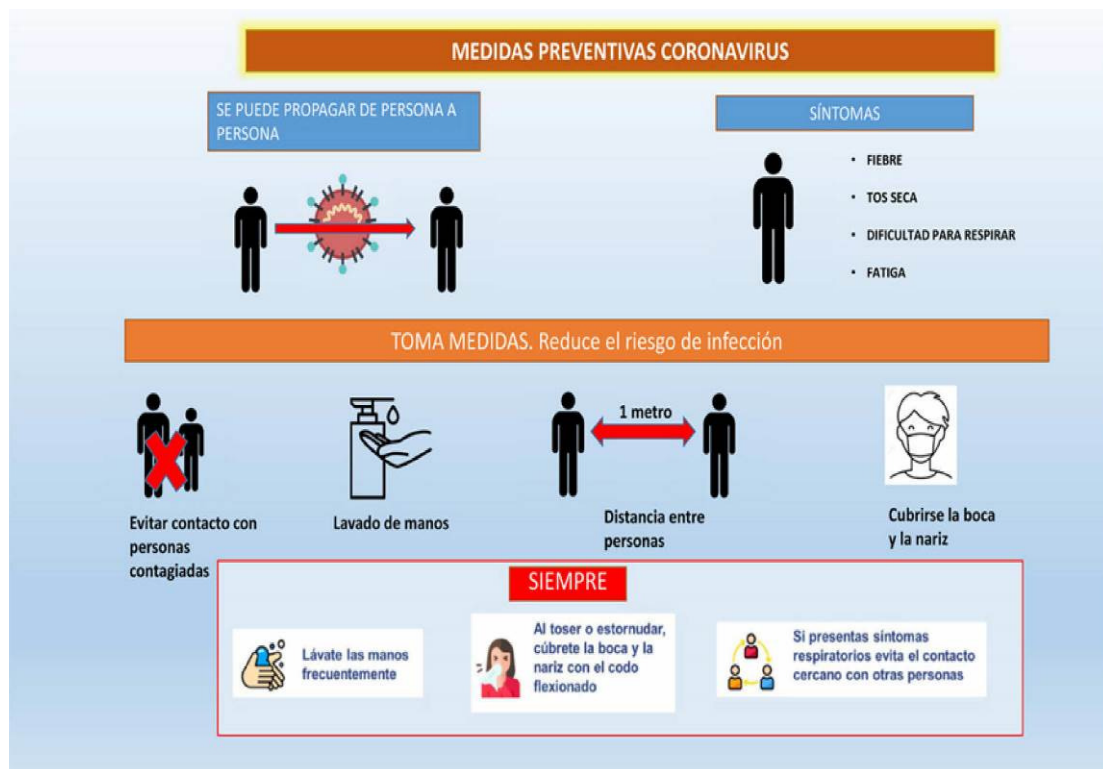 MEDIDAS PREVENTIVAS CORONAVIRUS
SE PUEDE PROPAGAR DE PERSONA A
PERSONA
SÍNTOMAS
• FIEBRE
• TOS SECA
• DIFICULTAD PARA RESPIRAR
• FATIGA
TOMA MEDIDAS. Reduce el riesgo de infección
Evitar contacto con
personas
contagiadas
Lavado de manos
1 metro
Distancia entre
personas
Cubrirse la boca
y la nariz
SIEMPRE
Lávate las manos
frecuentemente
Al toser o estornudar,
cúbrete la boca y la
nariz con el codo
flexionado
Si presentas síntomas
respiratorios evita el contacto
cercano con otras personas